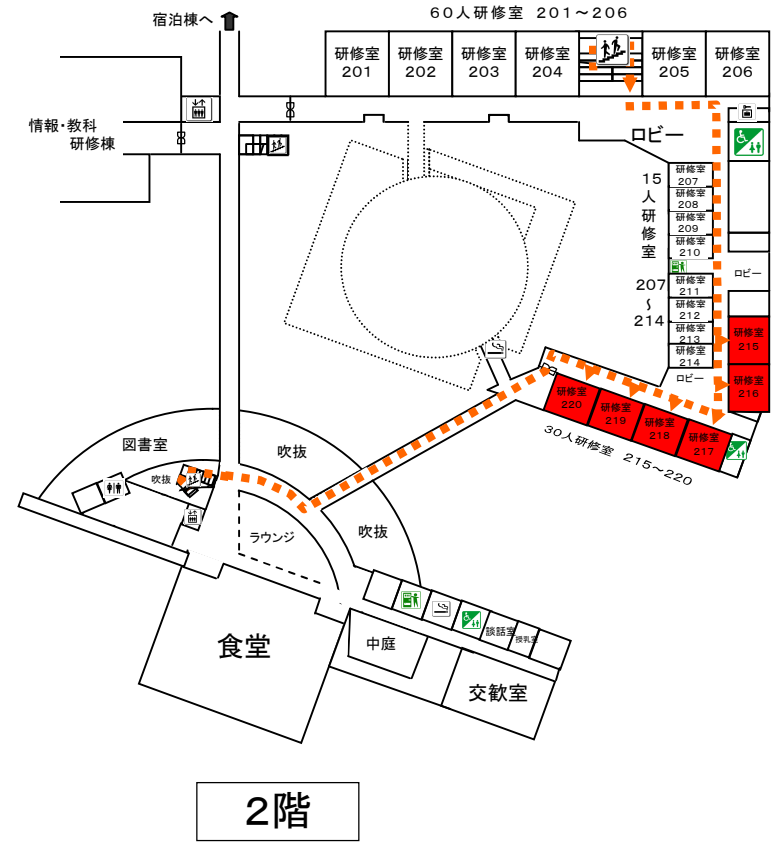 宿泊棟へ
60人研修室 201～206
研修室
201
研修室
202
研修室
203
研修室
204
研修室
205
研修室
206
情報・教科
研修棟
ロビー
15人研修室
207
～
214
研修室
207
研修室
208
研修室
209
研修室
210
研修室
211
研修室
212
研修室
213
研修室
214
ロビー
ロビー
研修室
215
研修室
216
研修室
220
研修室
219
研修室
218
研修室
217
30人研修室 215～220
図書室
吹抜
吹抜
吹抜
ラウンジ
食堂
中庭
談話室
授乳室
交歓室
2階